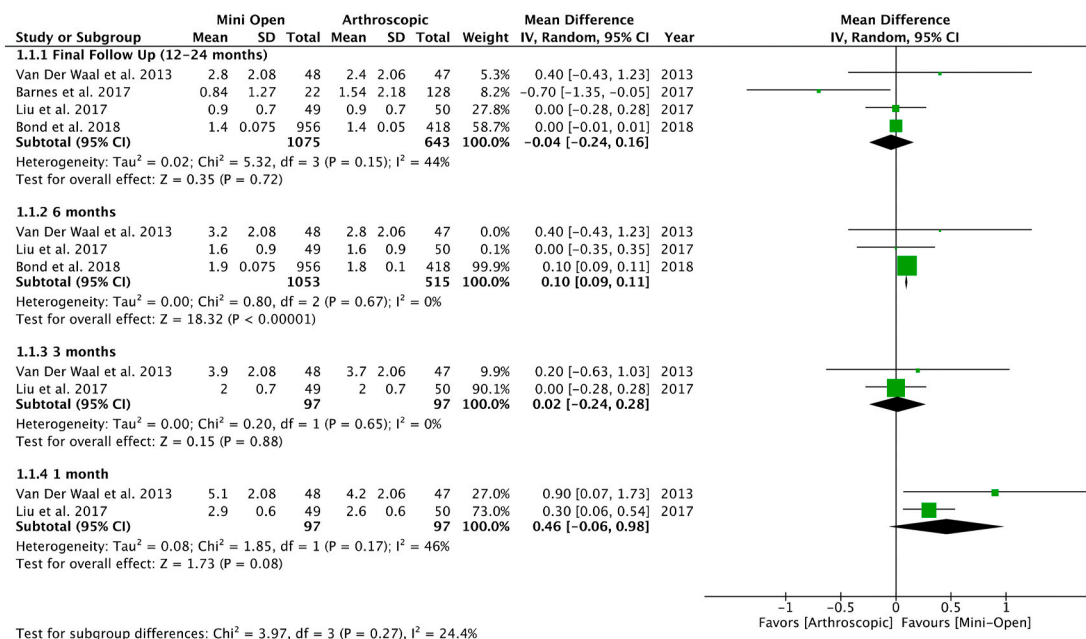 Mini Open Arthroscopic Mean Difference Mean Difference
Study or Subgroup Mean SD Total Mean SD Total Weight IV, Random, 95% CI Year IV, Random, 95% CI
1.1.1 Final Follow Up (12–24 months)
Van Der Waal et al. 2013 2.8 2.08 48 2.4 2.06 47 5.3% 0.40 [−0.43, 1.23] 2013
Barnes et al. 2017 0.84 1.27 22 1.54 2.18 128 8.2% −0.70 [−1.35, −0.05] 2017
Liu et al. 2017 0.9 0.7 49 0.9 0.7 50 27.8% 0.00 [−0.28, 0.28] 2017
Bond et al. 2018 1.4 0.075 956 1.4 0.05 418 58.7% 0.00 [−0.01, 0.01] 2018
Subtotal (95% CI) 1075 643 100.0% −0.04 [−0.24, 0.16]
Heterogeneity: Tau² = 0.02; Chi² = 5.32, df = 3 (P = 0.15); I² = 44%
Test for overall effect: Z = 0.35 (P = 0.72)
1.1.2 6 months
Van Der Waal et al. 2013 3.2 2.08 48 2.8 2.06 47 0.0% 0.40 [−0.43, 1.23] 2013
Liu et al. 2017 1.6 0.9 49 1.6 0.9 50 0.1% 0.00 [−0.35, 0.35] 2017
Bond et al. 2018 1.9 0.075 956 1.8 0.1 418 99.9% 0.10 [0.09, 0.11] 2018
Subtotal (95% CI) 1053 515 100.0% 0.10 [0.09, 0.11]
Heterogeneity: Tau² = 0.00; Chi² = 0.80, df = 2 (P = 0.67); I² = 0%
Test for overall effect: Z = 18.32 (P < 0.00001)
1.1.3 3 months
Van Der Waal et al. 2013 3.9 2.08 48 3.7 2.06 47 9.9% 0.20 [−0.63, 1.03] 2013
Liu et al. 2017 2 0.7 49 2 0.7 50 90.1% 0.00 [−0.28, 0.28] 2017
Subtotal (95% CI) 97 97 100.0% 0.02 [−0.24, 0.28]
Heterogeneity: Tau² = 0.00; Chi² = 0.20, df = 1 (P = 0.65); I² = 0%
Test for overall effect: Z = 0.15 (P = 0.88)
1.1.4 1 month
Van Der Waal et al. 2013 5.1 2.08 48 4.2 2.06 47 27.0% 0.90 [0.07, 1.73] 2013
Liu et al. 2017 2.9 0.6 49 2.6 0.6 50 73.0% 0.30 [0.06, 0.54] 2017
Subtotal (95% CI) 97 97 100.0% 0.46 [−0.06, 0.98]
Heterogeneity: Tau² = 0.08; Chi² = 1.85, df = 1 (P = 0.17); I² = 46%
Test for overall effect: Z = 1.73 (P = 0.08)
−1 −0.5 0 0.5 1
Favors [Arthroscopic] Favours [Mini-Open]
Test for subgroup differences: Chi² = 3.97, df = 3 (P = 0.27), I² = 24.4%